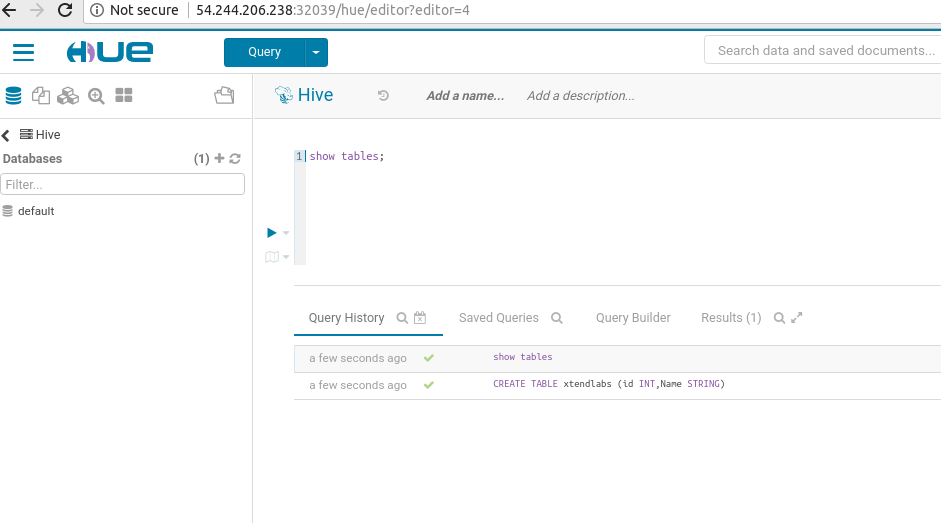 Not secure 54.244.206.238:32039/hue/editor?editor=4
HUE Query Search data and saved documents...
Hive Add a name... Add a description...
Hive
Databases (1)
Filter...
default
1 show tables;
Query History Saved Queries Query Builder Results (1)
a few seconds ago show tables
a few seconds ago CREATE TABLE xtendlabs (id INT,Name STRING)